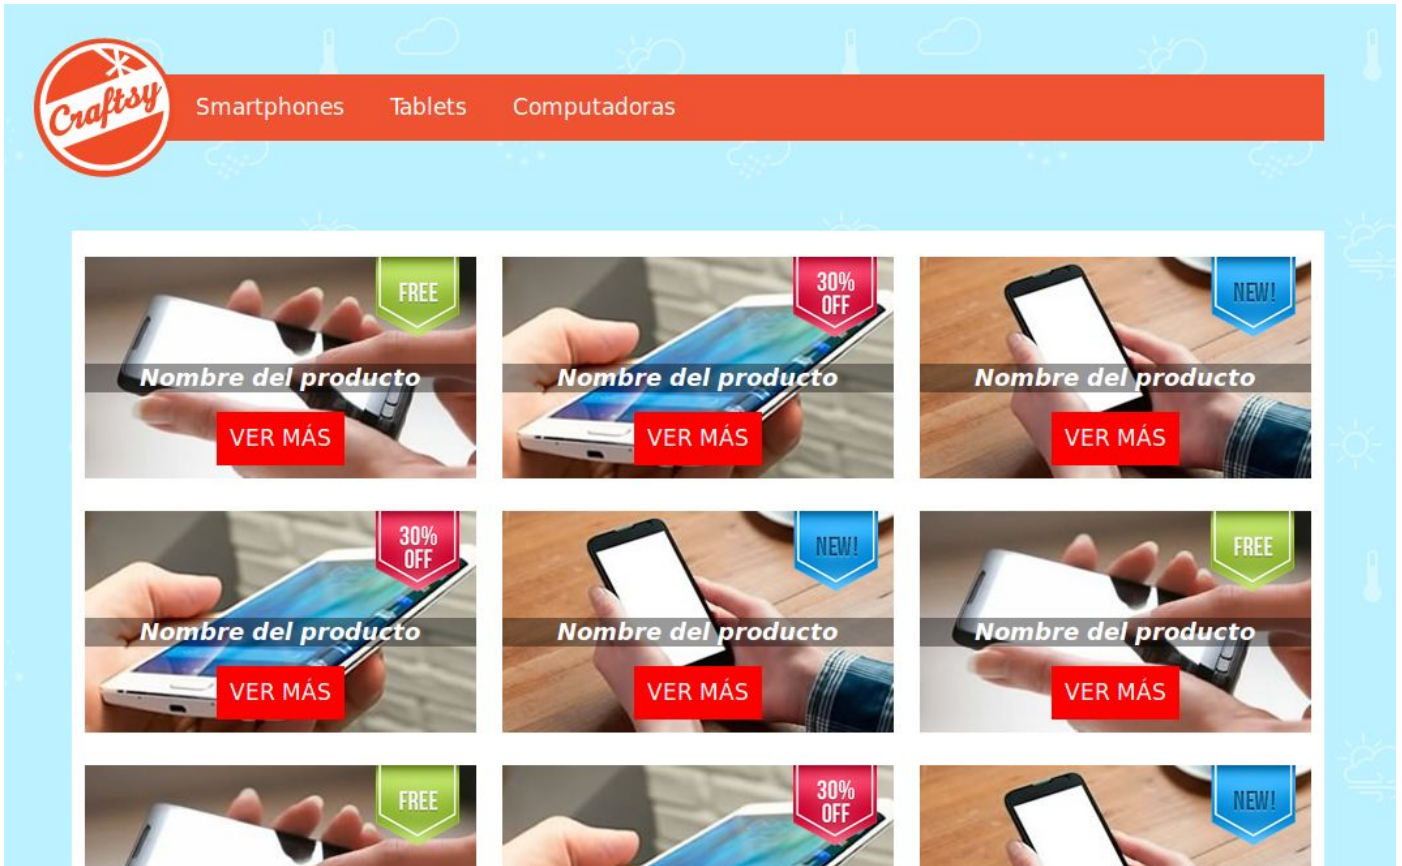 Craftsy
Smartphones Tablets Computadoras
FREE
30%
OFF
NEW!
Nombre del producto
Nombre del producto
Nombre del producto
VER MÁS
VER MÁS
VER MÁS
30%
OFF
NEW!
FREE
Nombre del producto
Nombre del producto
Nombre del producto
VER MÁS
VER MÁS
VER MÁS
FREE
30%
OFF
NEW!